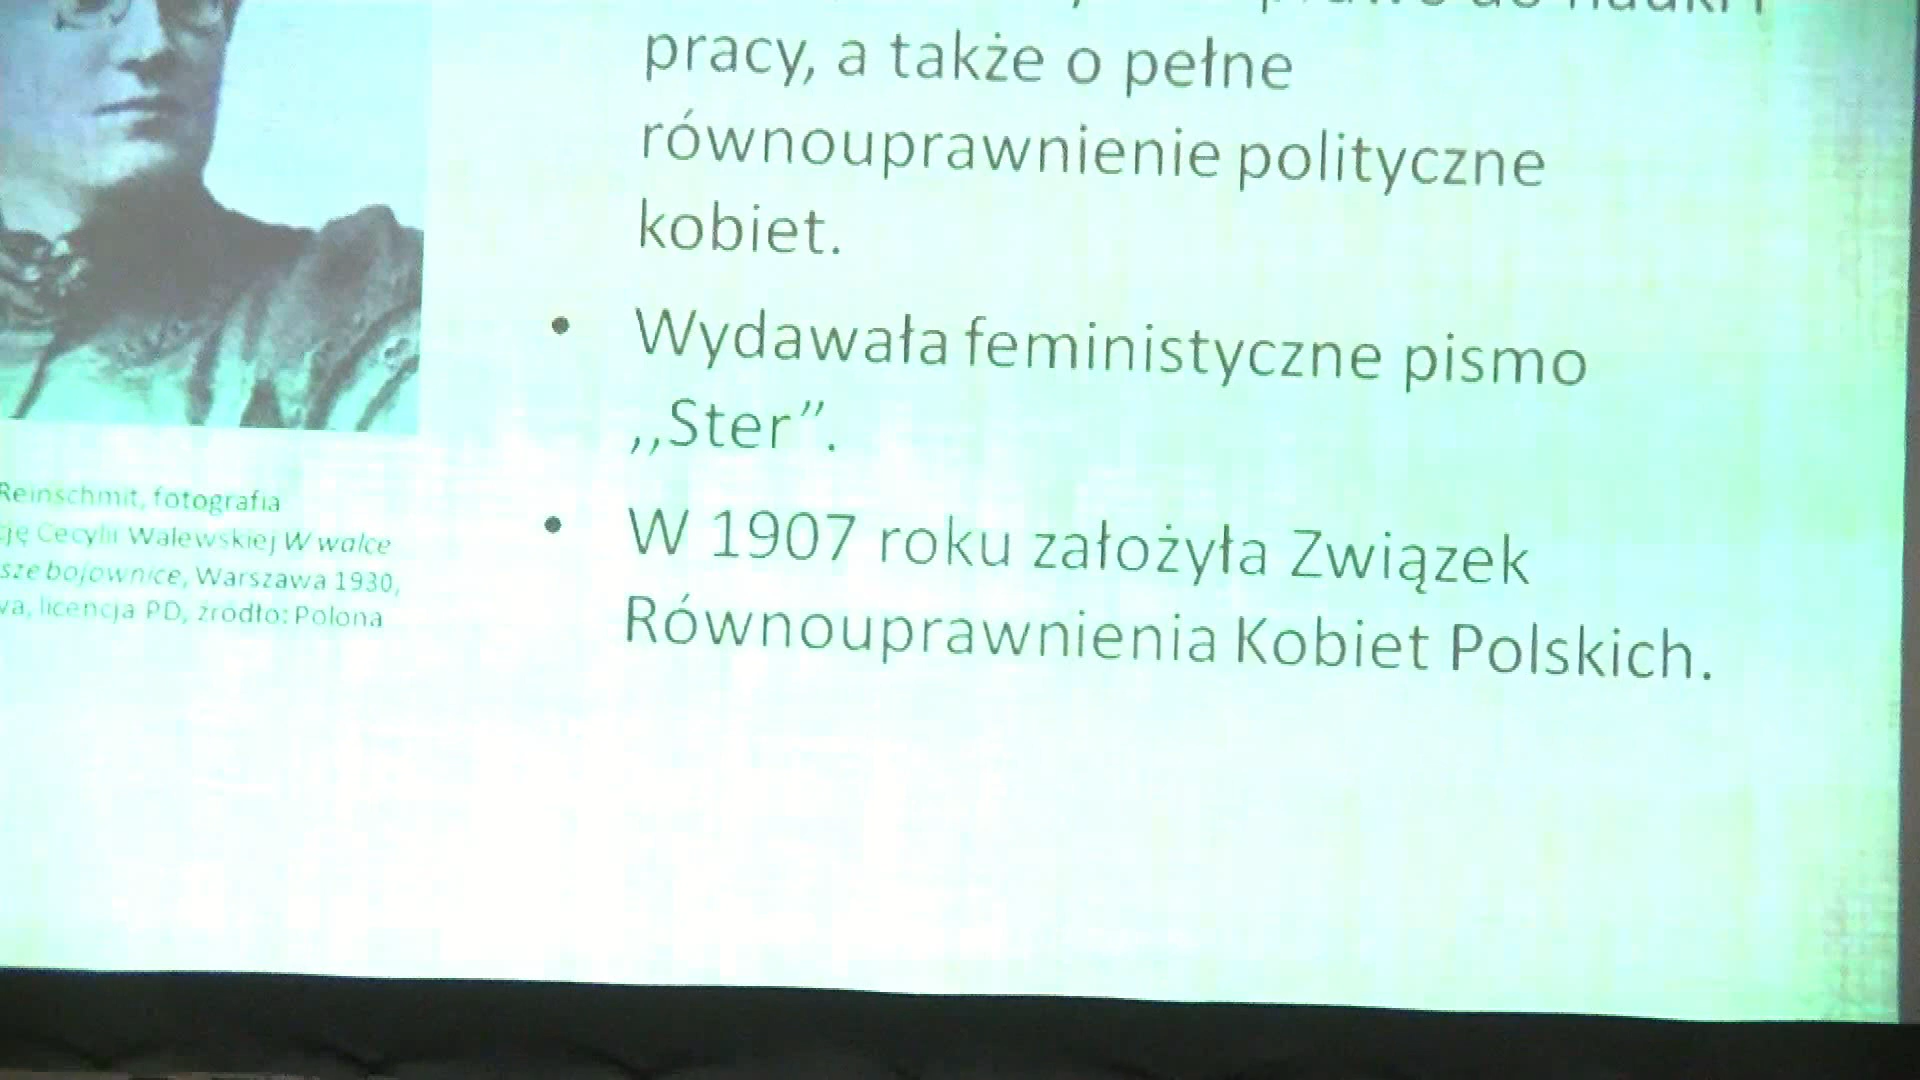 pracy, a także o pełne
równouprawnienie polityczne
kobiet.
• Wydawała feministyczne pismo
,,Ster”.
• W 1907 roku założyła Związek
Równouprawnienia Kobiet Polskich.
Reinschmit, fotografia
Cecylii Walewskiej W walce
bojownice, Warszawa 1930,
licencja PD, źródło: Polona